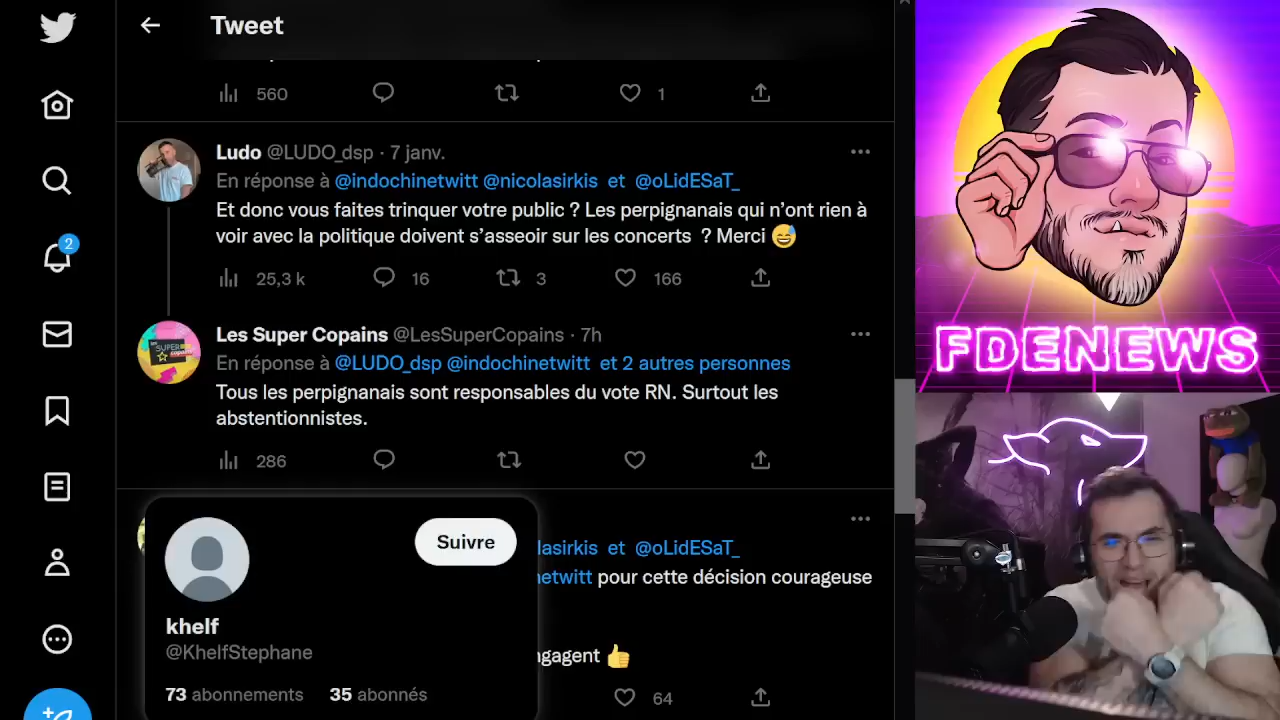 Tweet
560
1
Ludo @LUDO_dsp · 7 janv.
En réponse à @indochinetwitt @nicolasirkis et @oLidESaT_
Et donc vous faites trinquer votre public ? Les perpignanais qui n’ont rien à
voir avec la politique doivent s’asseoir sur les concerts ? Merci 😅
25,3 k 16 3 166
Les Super Copains @LesSuperCopains · 7h
En réponse à @LUDO_dsp @indochinetwitt et 2 autres personnes
Tous les perpignanais sont responsables du vote RN. Surtout les
abstentionnistes.
286
et @oLidESaT_
pour cette décision courageuse
👍
64
Suivre
khelf
@KhelfStephane
73 abonnements 35 abonnés
2
FDENEWS